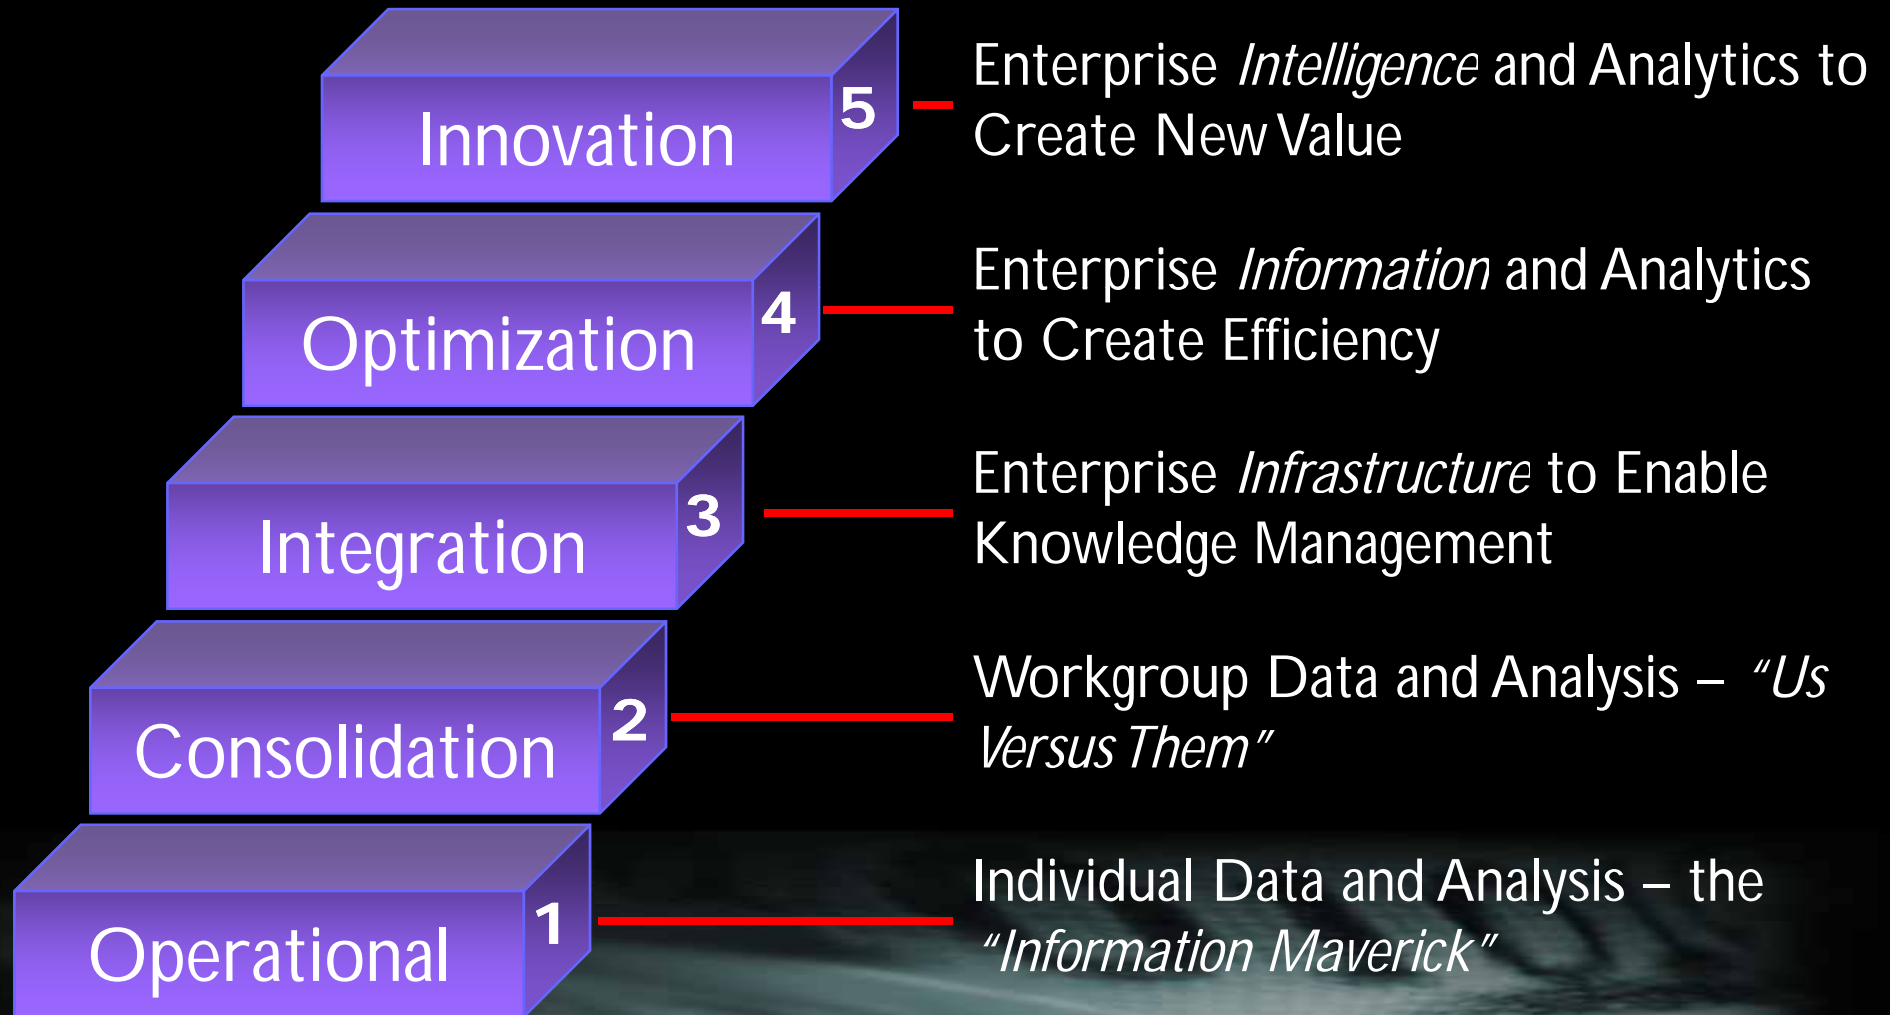 Innovation 5
Enterprise Intelligence and Analytics to
Create New Value
Optimization 4
Enterprise Information and Analytics
to Create Efficiency
Integration 3
Enterprise Infrastructure to Enable
Knowledge Management
Consolidation 2
Workgroup Data and Analysis – “Us
Versus Them”
Operational 1
Individual Data and Analysis – the
“Information Maverick”